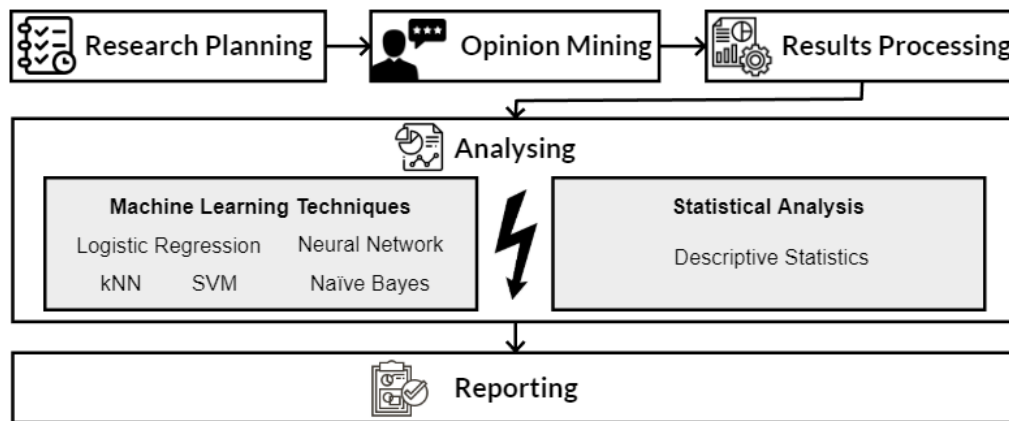 Research Planning
Opinion Mining
Results Processing
Analysing
Machine Learning Techniques
Logistic Regression
Neural Network
kNN
SVM
Naïve Bayes
Statistical Analysis
Descriptive Statistics
Reporting